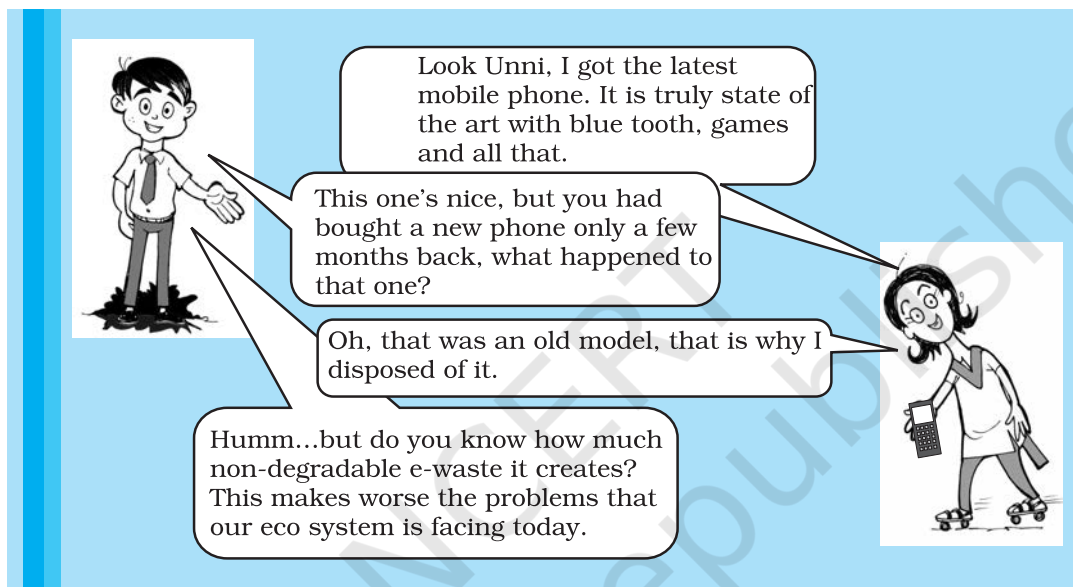 Look Unni, I got the latest
mobile phone. It is truly state of
the art with blue tooth, games
and all that.
This one's nice, but you had
bought a new phone only a few
months back, what happened to
that one?
Oh, that was an old model, that is why I
disposed of it.
Humm...but do you know how much
non-degradable e-waste it creates?
This makes worse the problems that
our eco system is facing today.
NCERT
republishe